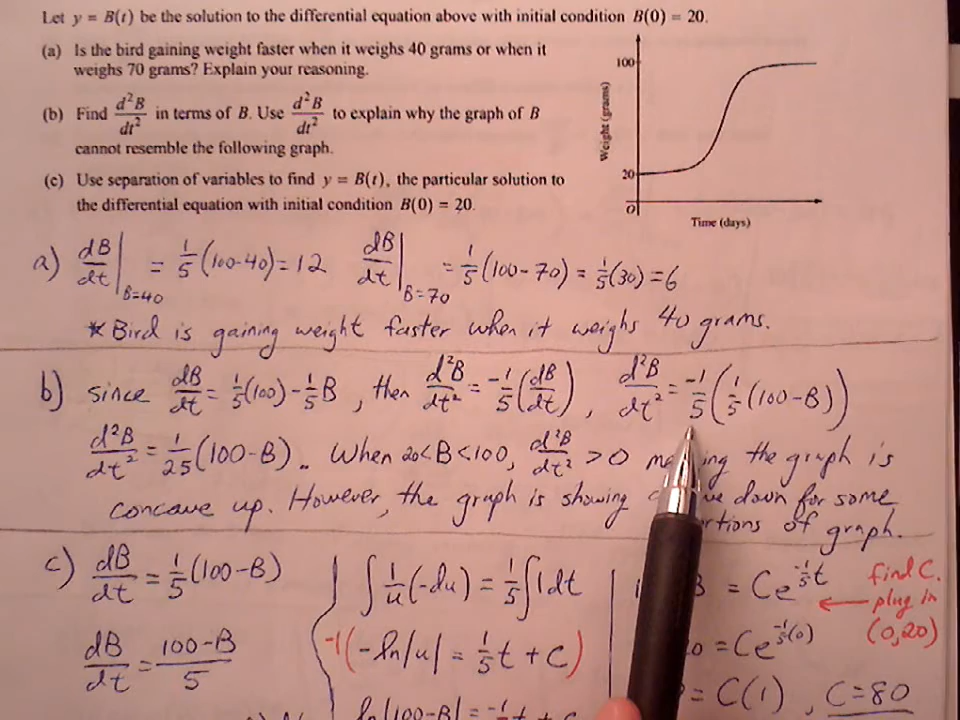 Let y = B(t) be the solution to the differential equation above with initial condition B(0) = 20.
(a) Is the bird gaining weight faster when it weighs 40 grams or when it
weighs 70 grams? Explain your reasoning.
(b) Find d²B/dt² in terms of B. Use d²B/dt² to explain why the graph of B
cannot resemble the following graph.
(c) Use separation of variables to find y = B(t), the particular solution to
the differential equation with initial condition B(0) = 20.
100
Weight (grams)
20
O
Time (days)
a) dB/dt |B=40 = 1/5(100-40) = 12 dB/dt |B=70 = 1/5(100-70) = 1/5(30) = 6
* Bird is gaining weight faster when it weighs 40 grams.
b) since dB/dt = 1/5(100) - 1/5B, then d²B/dt² = -1/5(dB/dt), d²B/dt² = -1/5(1/5(100-B))
d²B/dt² = 1/25(100-B). When 20<B<100, d²B/dt² > 0 the graph is
concave up. However, the graph is showing down for some
of graph.
c) dB/dt = 1/5(100-B)
dB/dt = 100-B/5
∫1/u(-du) = 1/5∫1dt
-1(-ln|u| = 1/5t + C)
ln|100-B| = -1/5t + C
= Ce^-1/5t
= Ce^-1/5(0)
= C(1), C=80
find C.
plug in
(0,20)